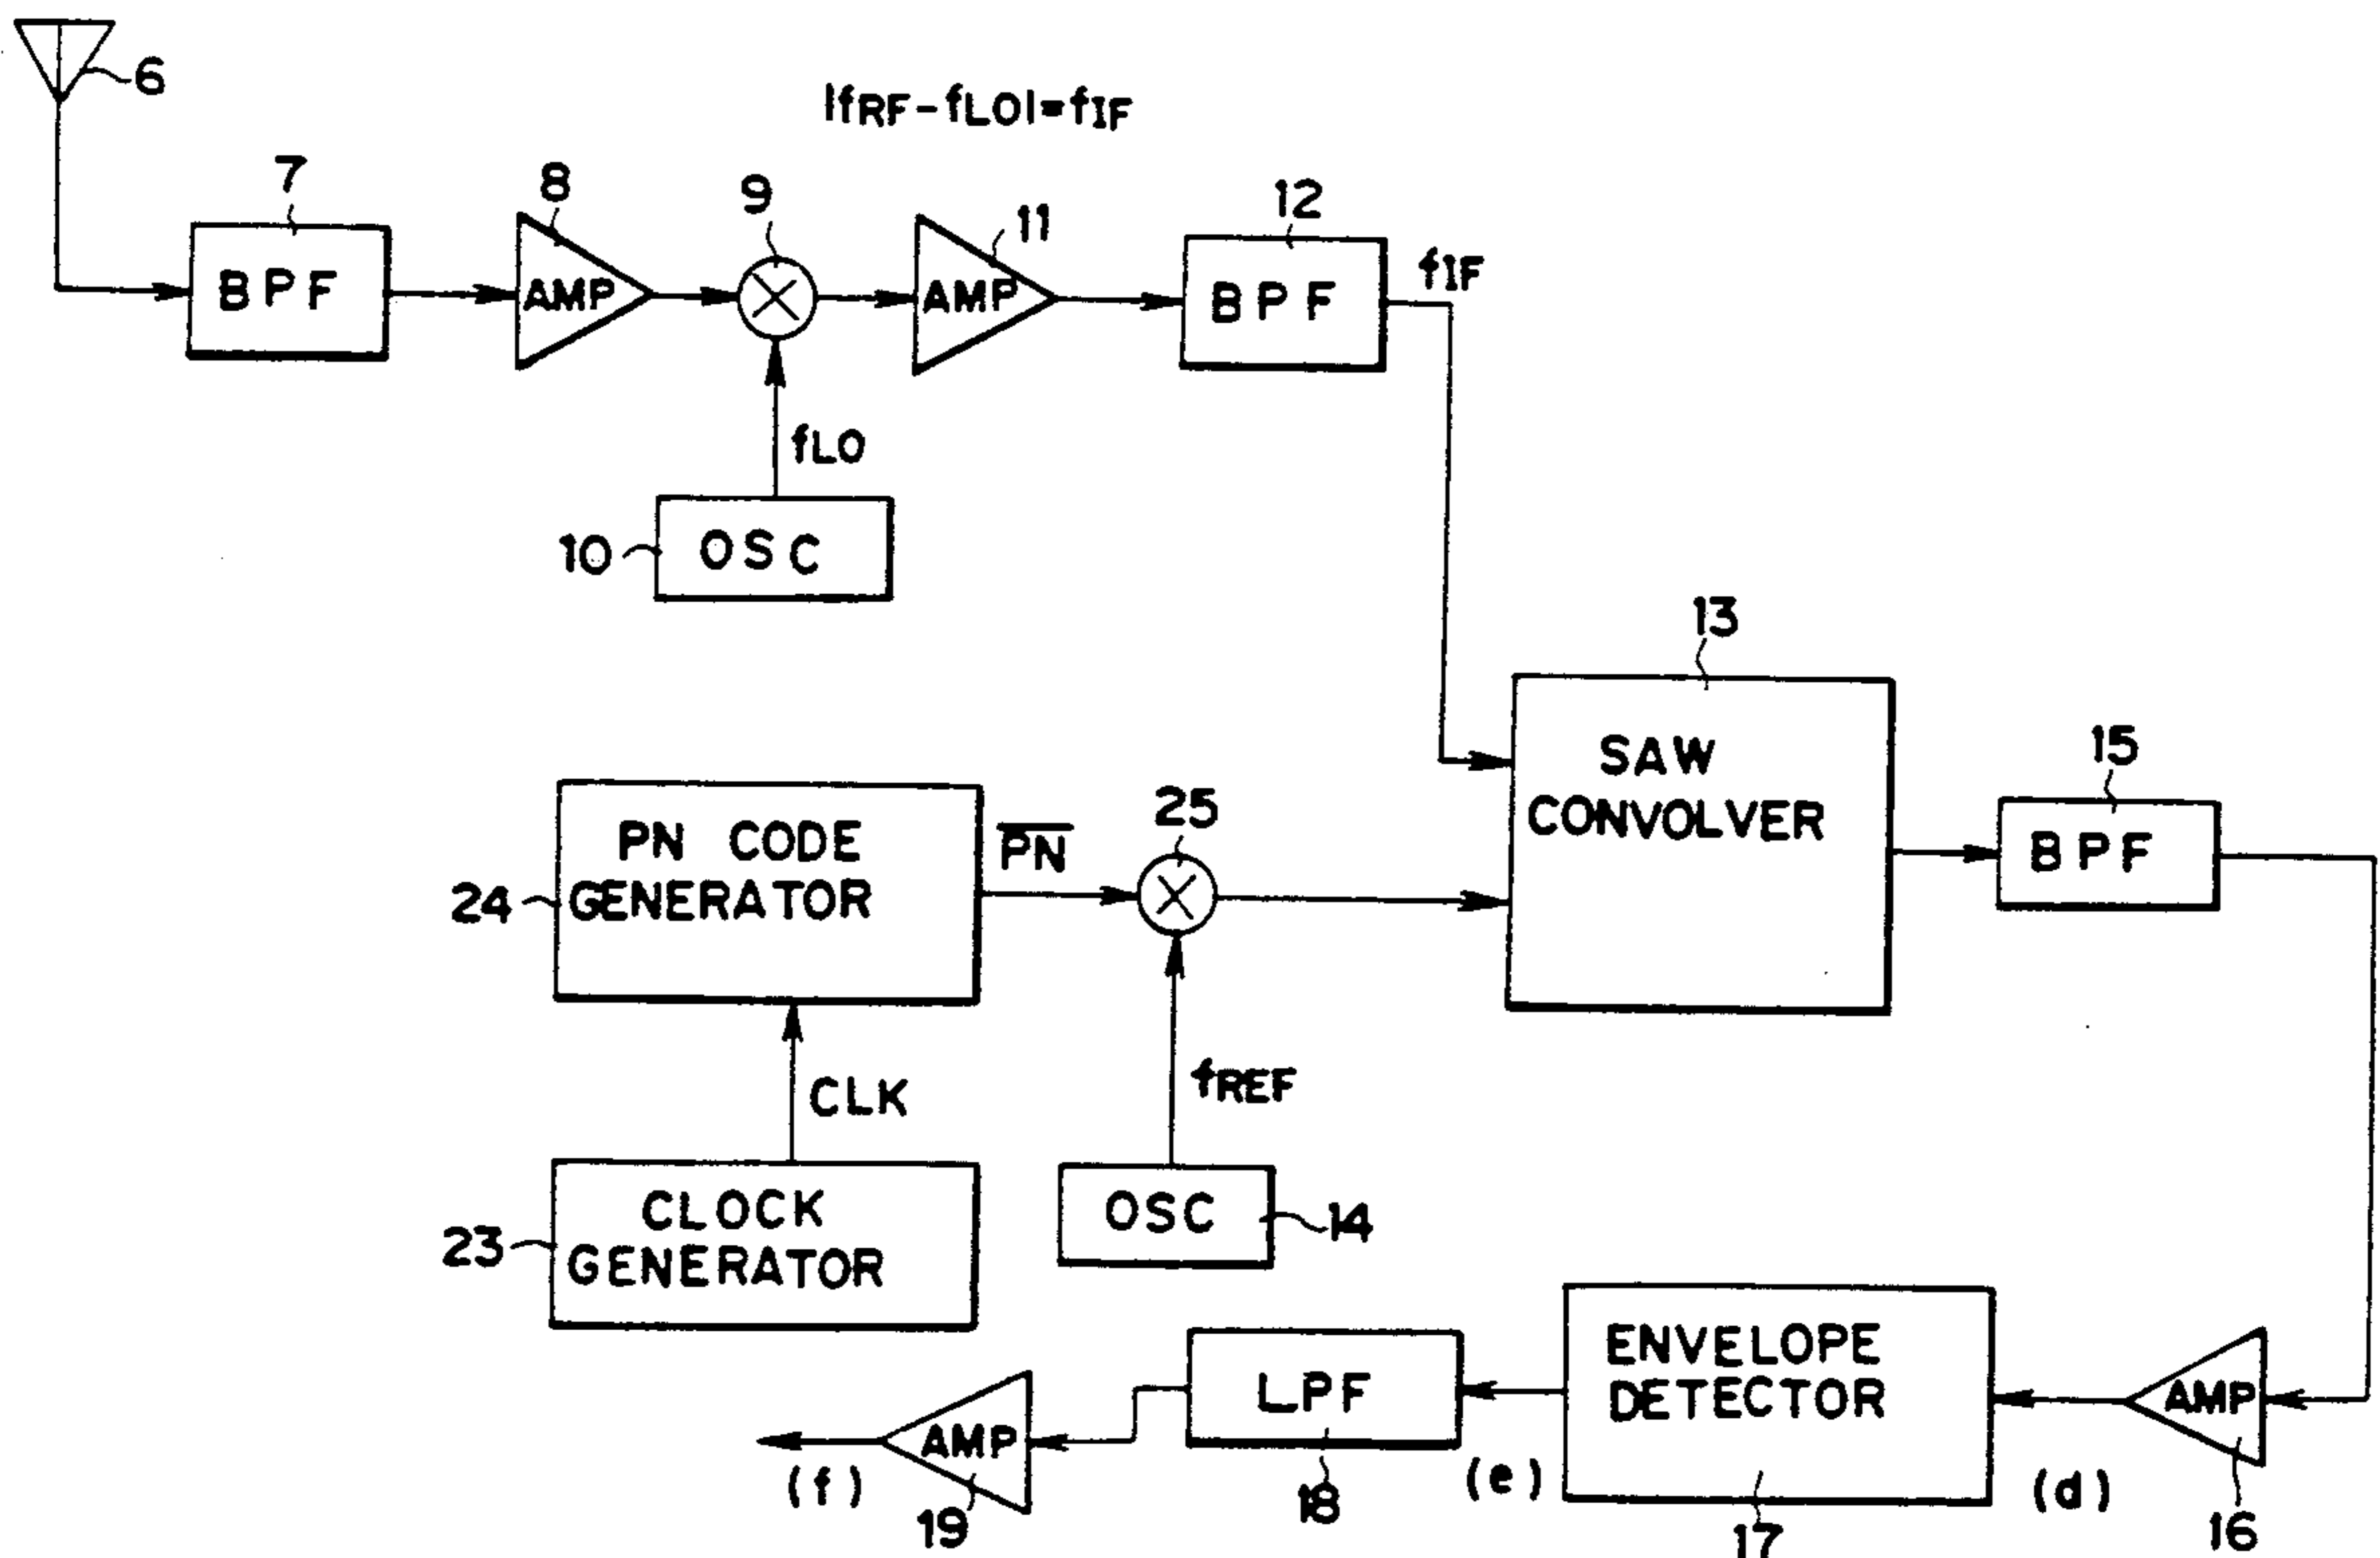 6
|fRF-fLO|=fIF
7
8
9
11
12
BPF
AMP
AMP
BPF
fIF
fLO
10
OSC
13
SAW
CONVOLVER
15
BPF
PN CODE
GENERATOR
24
P̅N̅
25
CLK
fREF
CLOCK
GENERATOR
23
OSC
14
ENVELOPE
DETECTOR
17
AMP
16
(d)
LPF
18
(e)
AMP
19
(f)